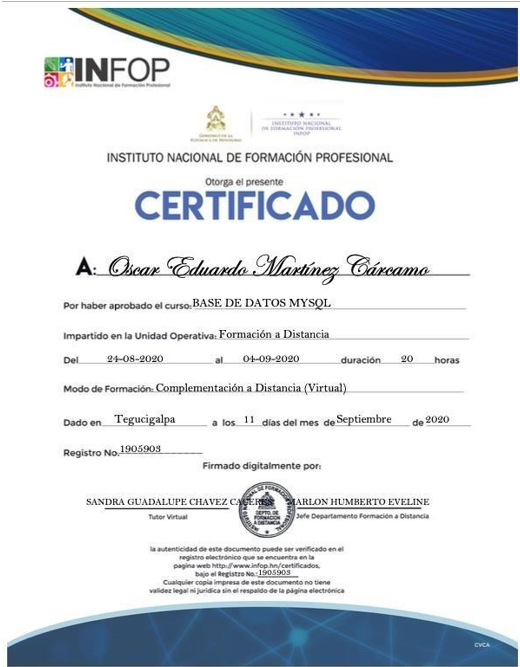 INFOP
Instituto Nacional de Formación Profesional
GOBIERNO DE LA
REPÚBLICA DE HONDURAS
INSTITUTO NACIONAL
DE FORMACIÓN PROFESIONAL
INFOP
INSTITUTO NACIONAL DE FORMACIÓN PROFESIONAL
Otorga el presente
CERTIFICADO
A: Oscar Eduardo Martínez Cárcamo
Por haber aprobado el curso: BASE DE DATOS MYSQL
Impartido en la Unidad Operativa: Formación a Distancia
Del 24-08-2020 al 04-09-2020 duración 20 horas
Modo de Formación: Complementación a Distancia (Virtual)
Dado en Tegucigalpa a los 11 días del mes de Septiembre de 2020
Registro No. 1905903
Firmado digitalmente por:
SANDRA GUADALUPE CHAVEZ MARLON HUMBERTO EVELINE
Tutor Virtual Jefe Departamento Formación a Distancia
DEPTO. DE
FORMACIÓN
A DISTANCIA
la autenticidad de este documento puede ser verificado en el
registro electrónico que se encuentra en la
pagina web http://www.infop.hn/certificados,
bajo el Registro No.: 1905903
Cualquier copia impresa de este documento no tiene
validez legal ni juridica sin el respaldo de la página electrónica
CVCA